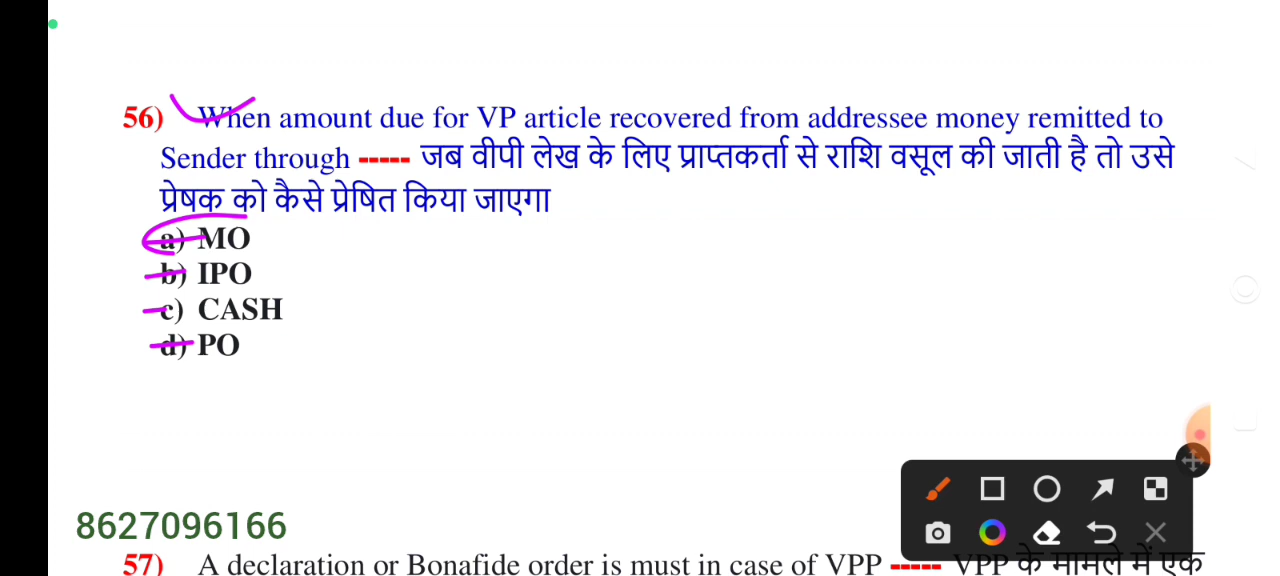 56) When amount due for VP article recovered from addressee money remitted to
Sender through ----- जब वीपी लेख के लिए प्राप्तकर्ता से राशि वसूल की जाती है तो उसे
प्रेषक को कैसे प्रेषित किया जाएगा
a) MO
b) IPO
c) CASH
d) PO
8627096166
57) A declaration or Bonafide order is must in case of VPP ----- VPP के मामले में एक